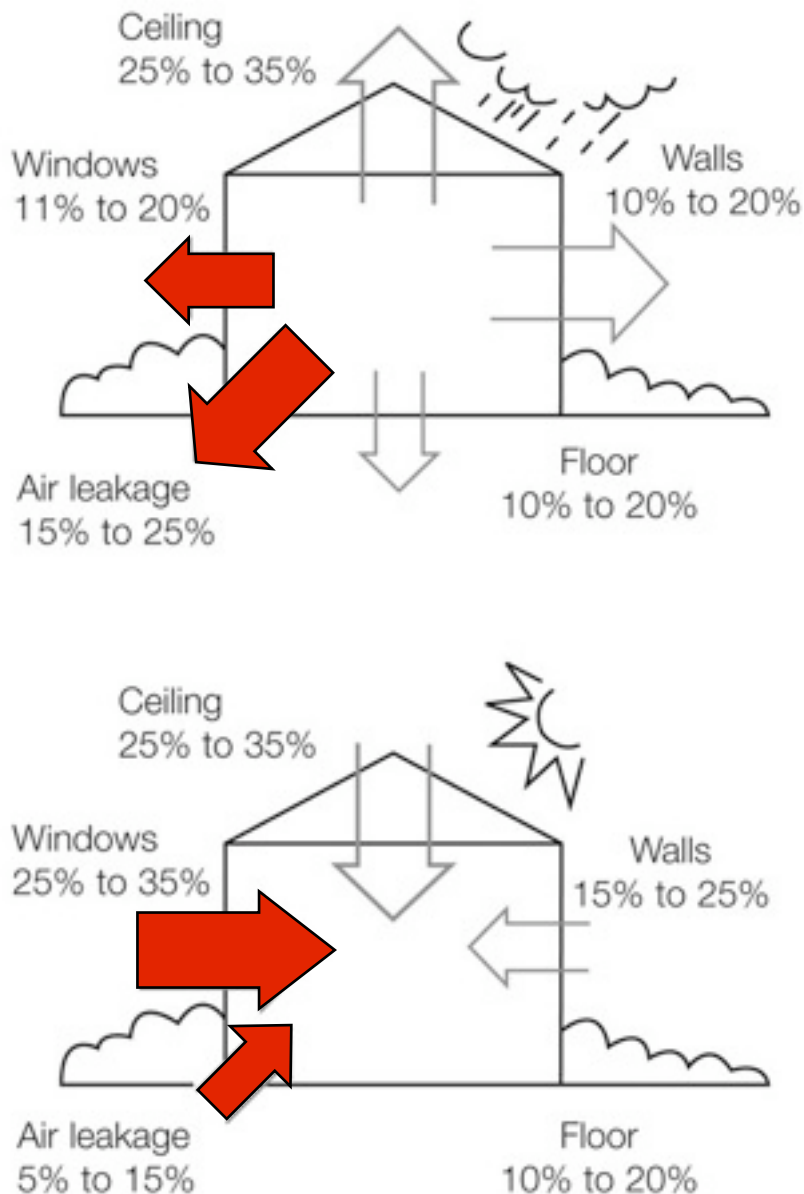 Ceiling
25% to 35%
Windows
11% to 20%
Walls
10% to 20%
Air leakage
15% to 25%
Floor
10% to 20%
Ceiling
25% to 35%
Windows
25% to 35%
Walls
15% to 25%
Air leakage
5% to 15%
Floor
10% to 20%